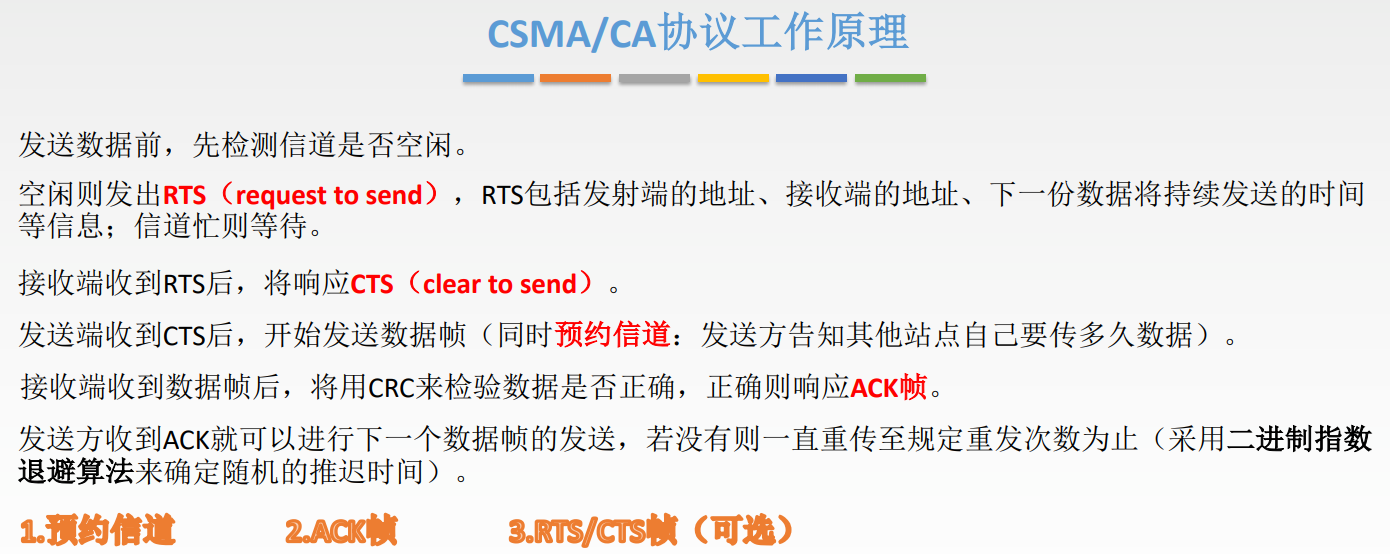 CSMA/CA协议工作原理
发送数据前，先检测信道是否空闲。
空闲则发出RTS（request to send），RTS包括发射端的地址、接收端的地址、下一份数据将持续发送的时间
等信息；信道忙则等待。
接收端收到RTS后，将响应CTS（clear to send）。
发送端收到CTS后，开始发送数据帧（同时预约信道：发送方告知其他站点自己要传多久数据）。
接收端收到数据帧后，将用CRC来检验数据是否正确，正确则响应ACK帧。
发送方收到ACK就可以进行下一个数据帧的发送，若没有则一直重传至规定重发次数为止（采用二进制指数
退避算法来确定随机的推迟时间）。
1.预约信道 2.ACK帧 3.RTS/CTS帧（可选）